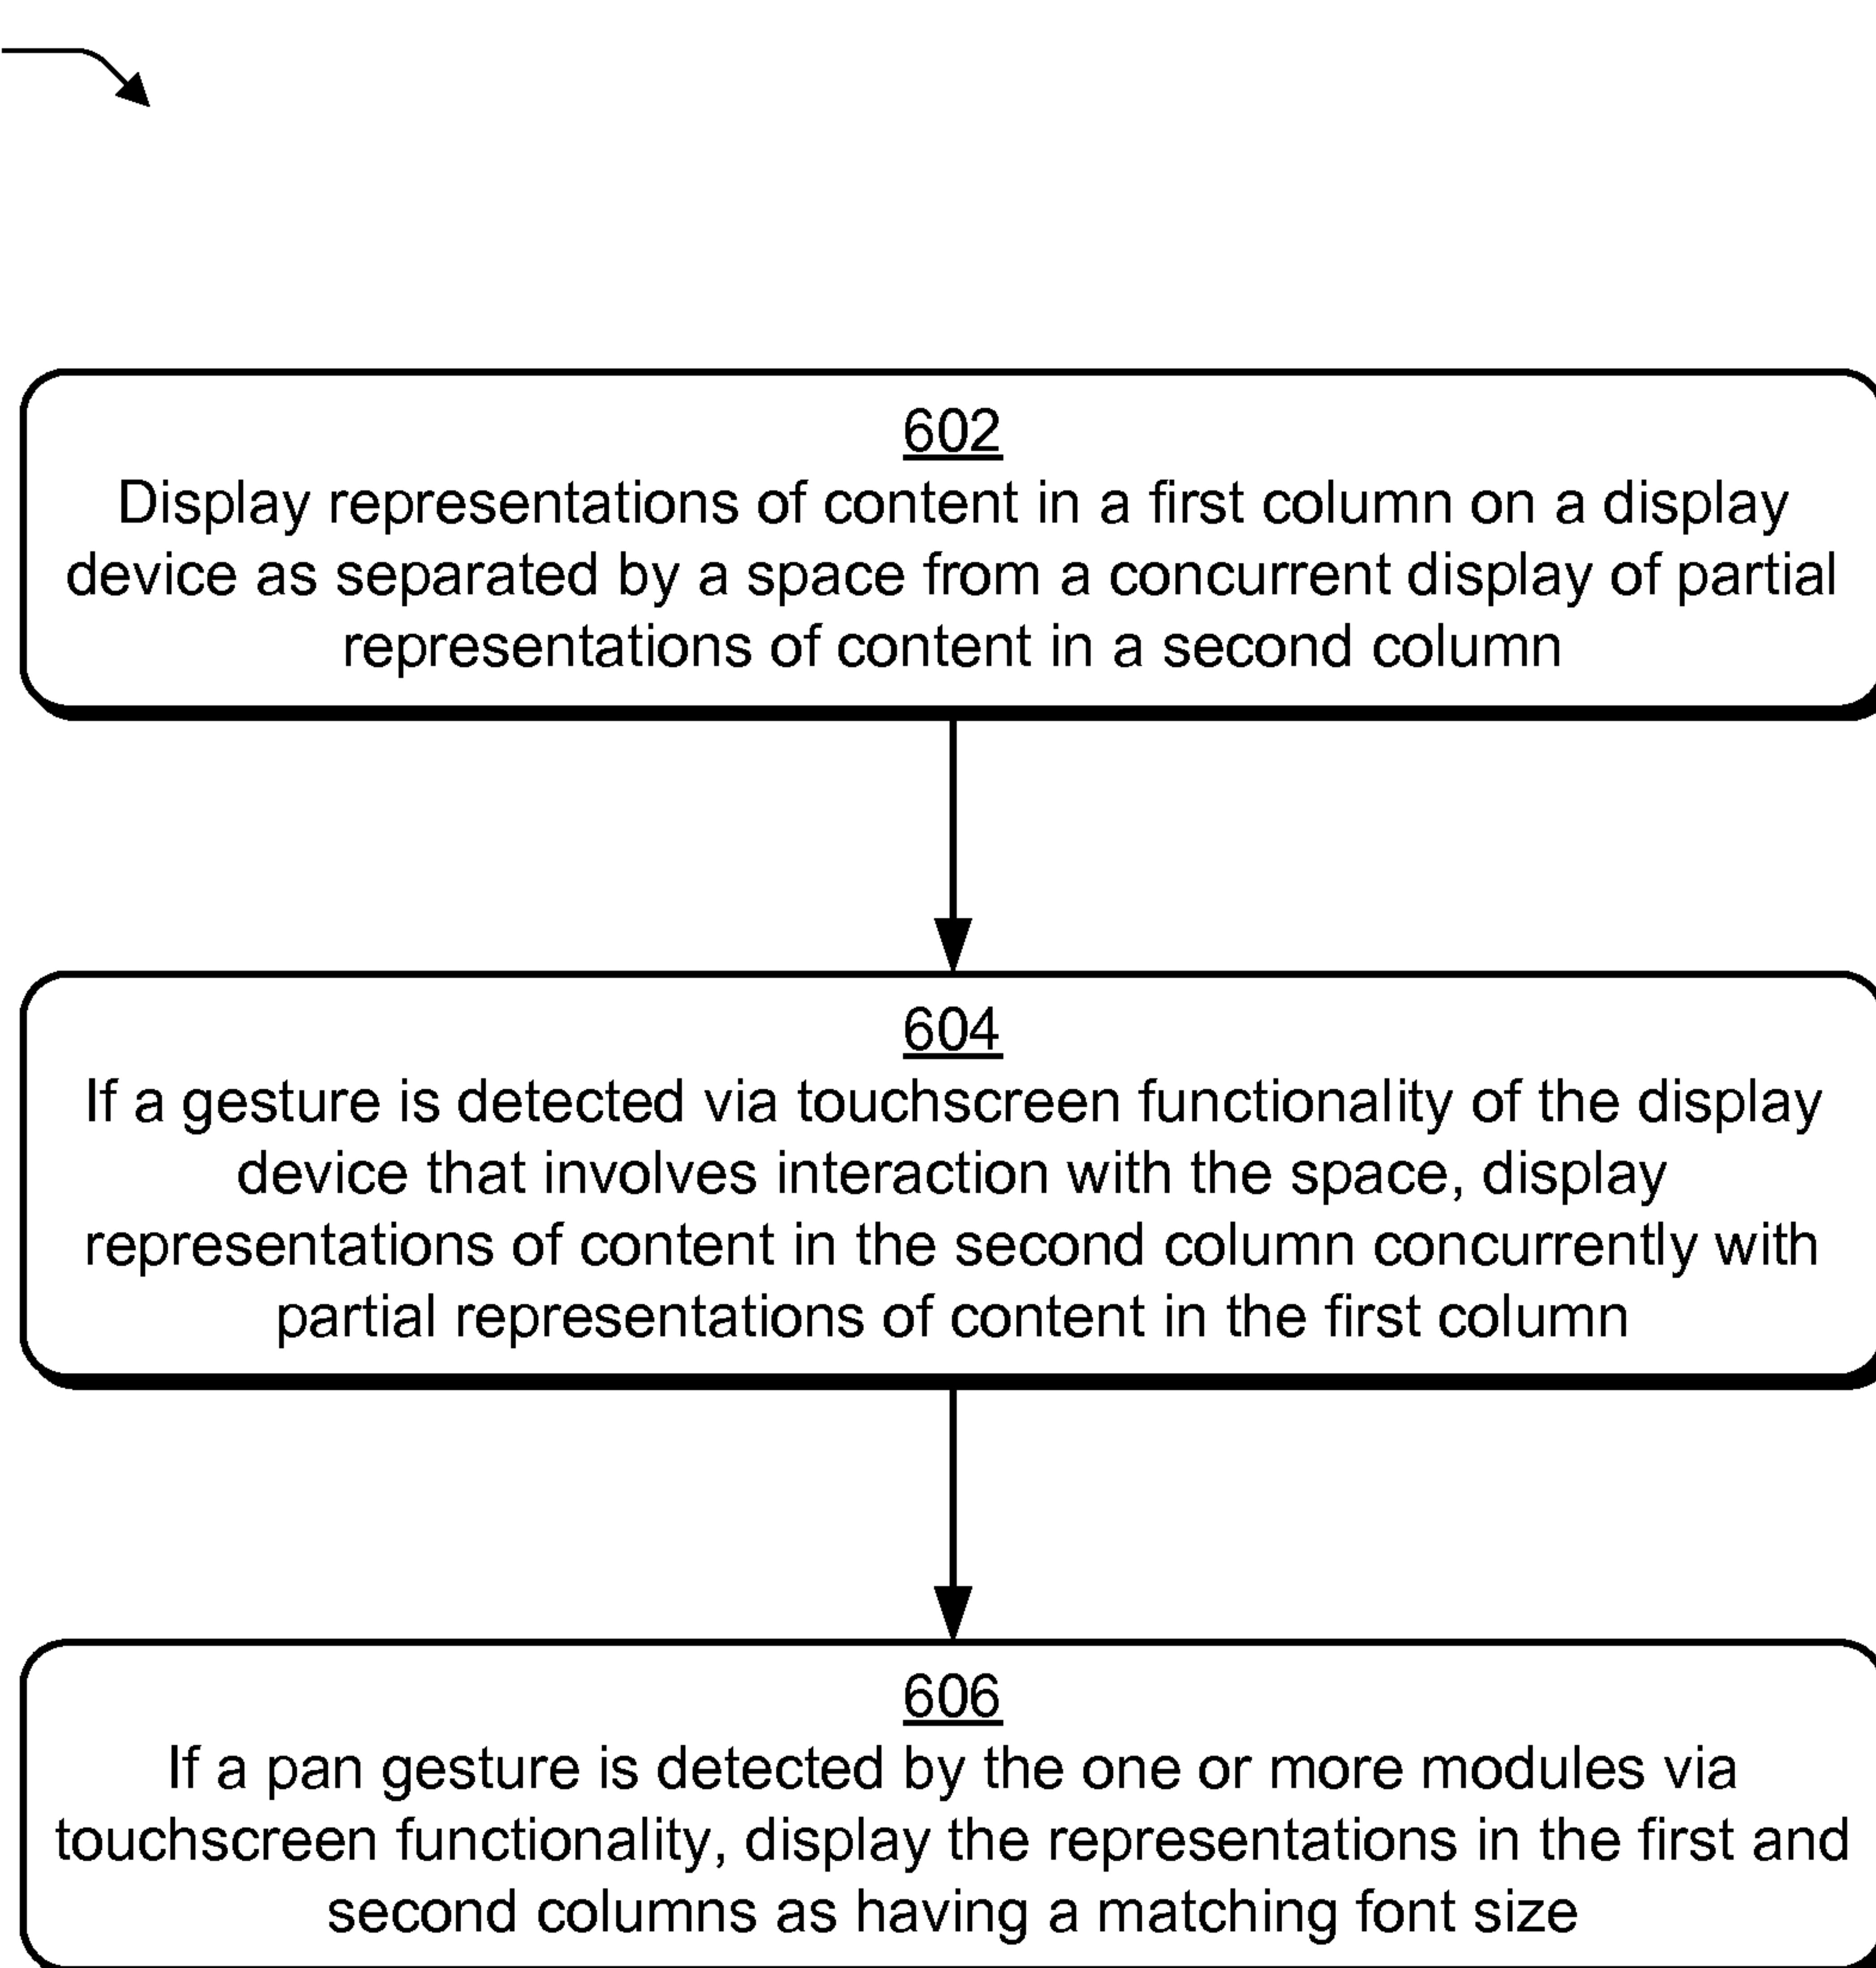 602
Display representations of content in a first column on a display
device as separated by a space from a concurrent display of partial
representations of content in a second column
604
If a gesture is detected via touchscreen functionality of the display
device that involves interaction with the space, display
representations of content in the second column concurrently with
partial representations of content in the first column
606
If a pan gesture is detected by the one or more modules via
touchscreen functionality, display the representations in the first and
second columns as having a matching font size